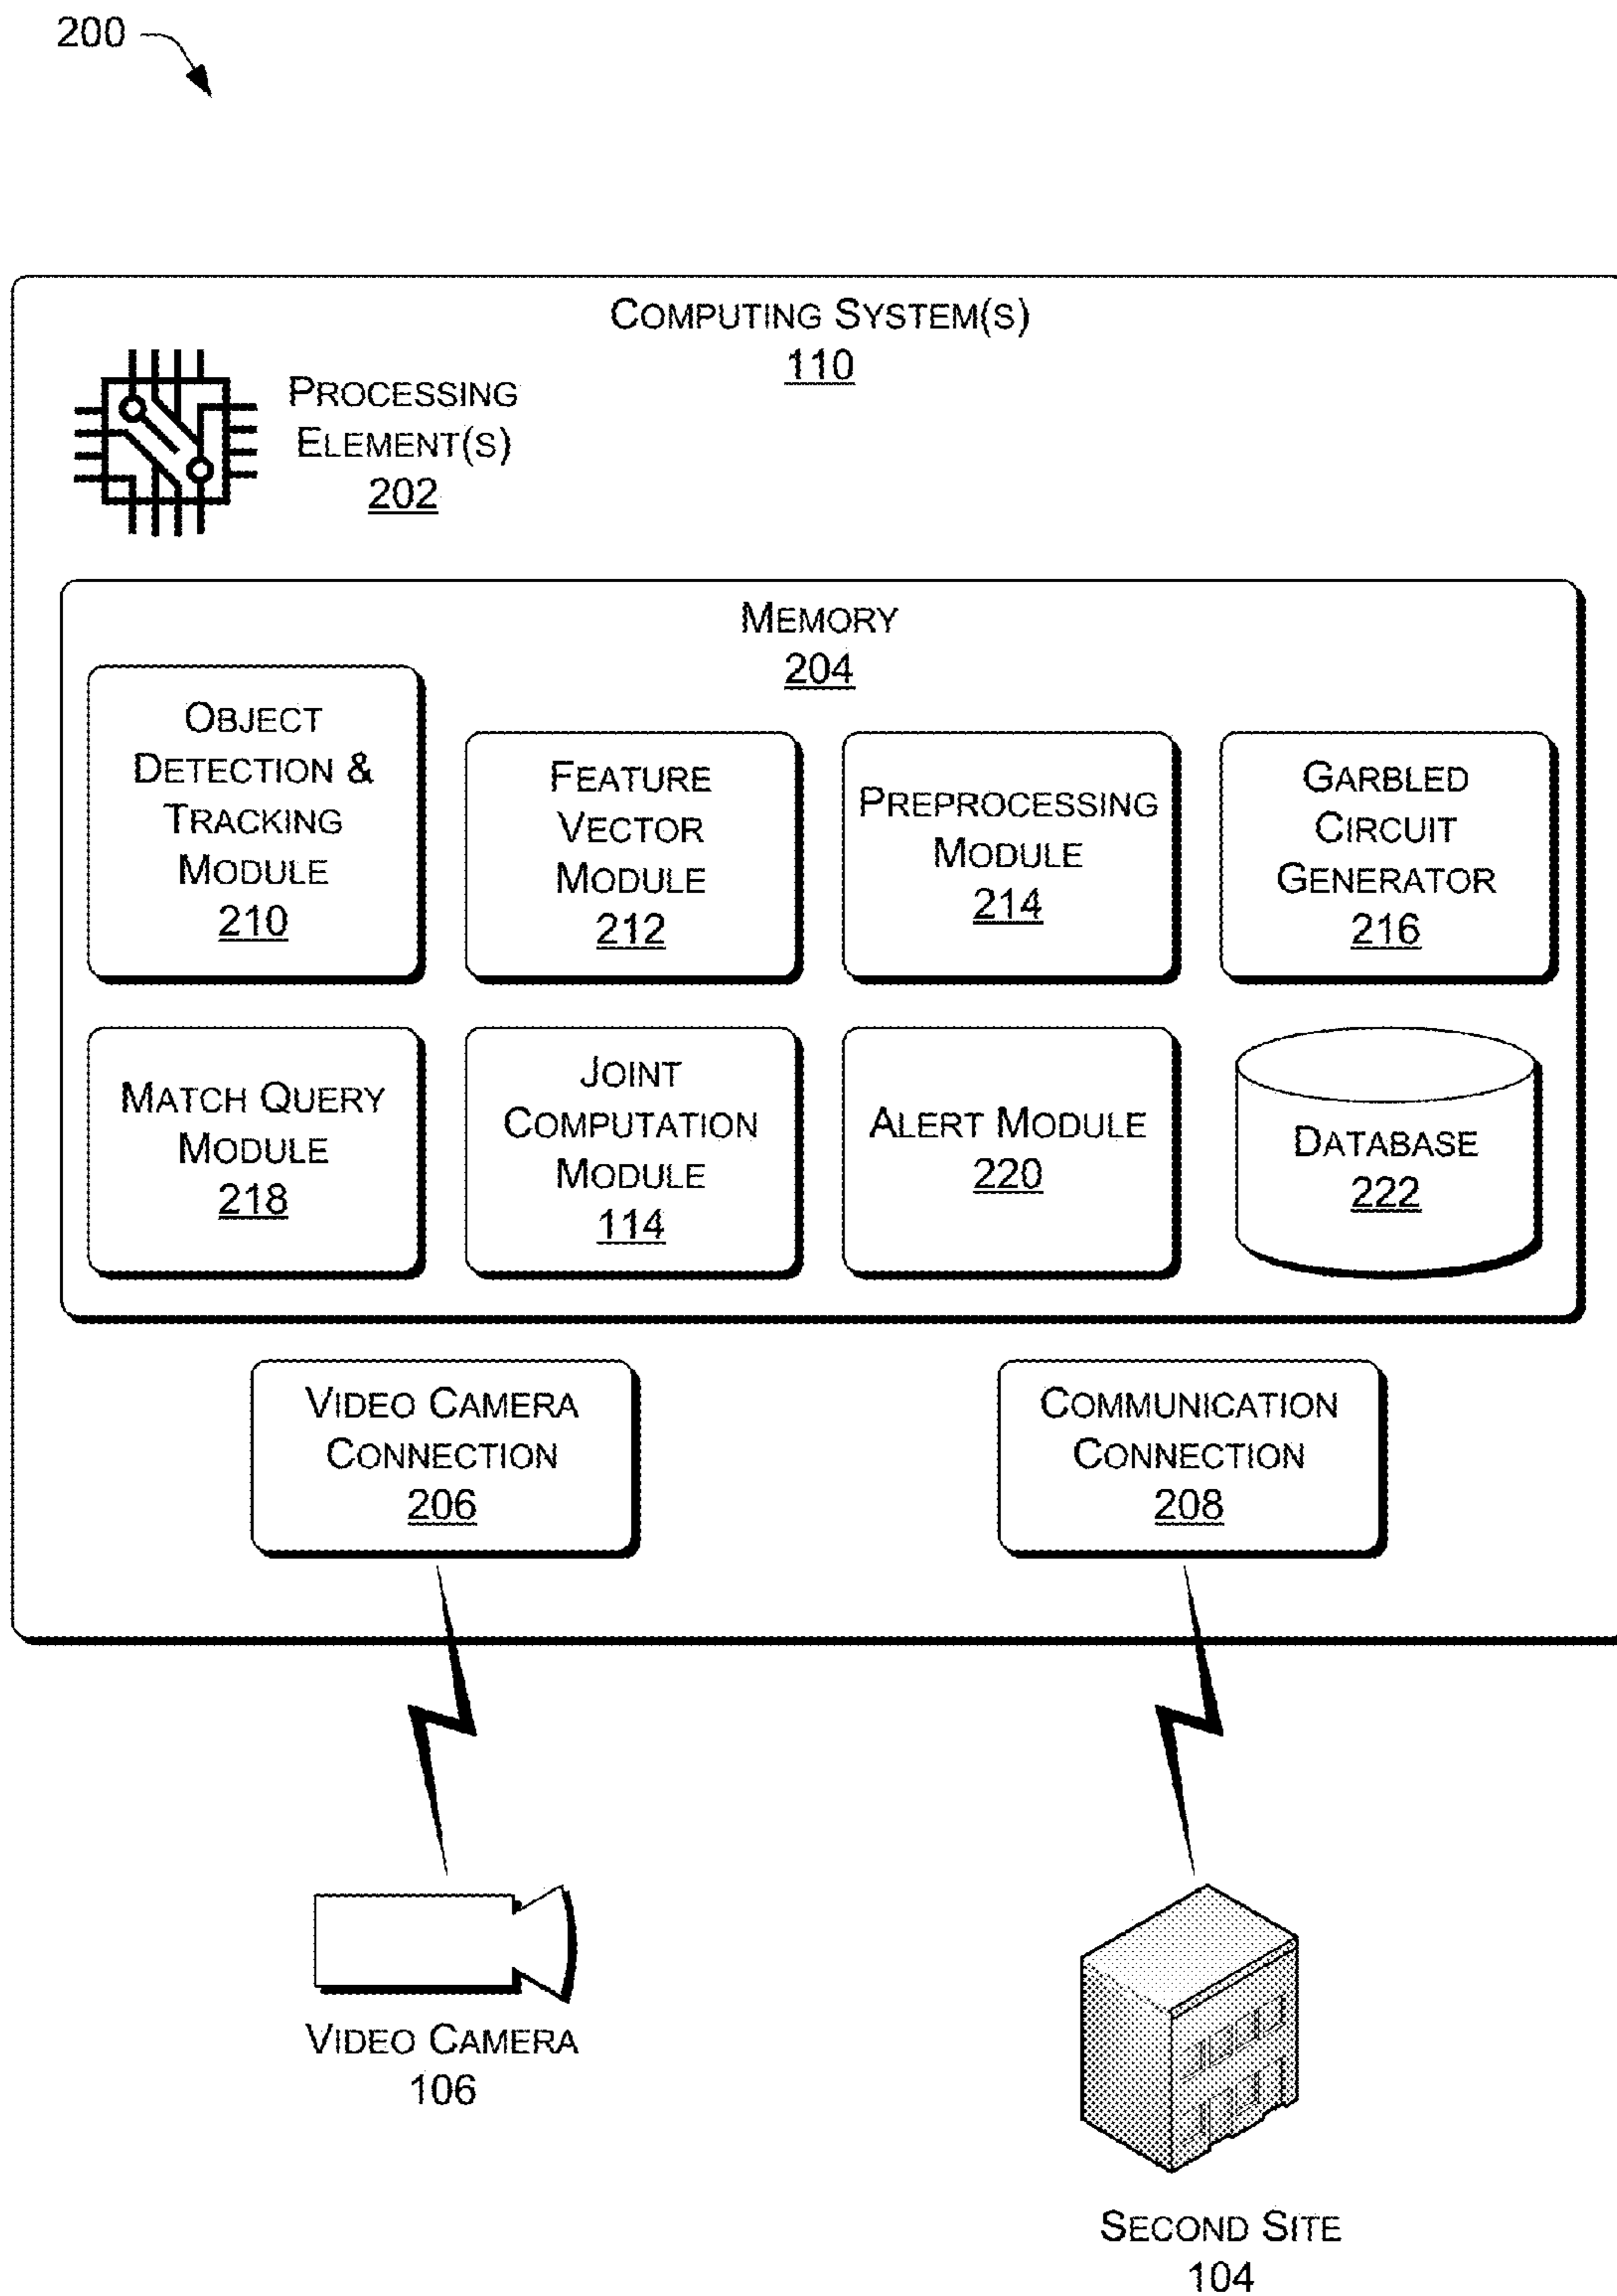 200
COMPUTING SYSTEM(S)
110
PROCESSING
ELEMENT(S)
202
MEMORY
204
OBJECT
DETECTION &
TRACKING
MODULE
210
FEATURE
VECTOR
MODULE
212
PREPROCESSING
MODULE
214
GARBLED
CIRCUIT
GENERATOR
216
MATCH QUERY
MODULE
218
JOINT
COMPUTATION
MODULE
114
ALERT MODULE
220
DATABASE
222
VIDEO CAMERA
CONNECTION
206
COMMUNICATION
CONNECTION
208
VIDEO CAMERA
106
SECOND SITE
104